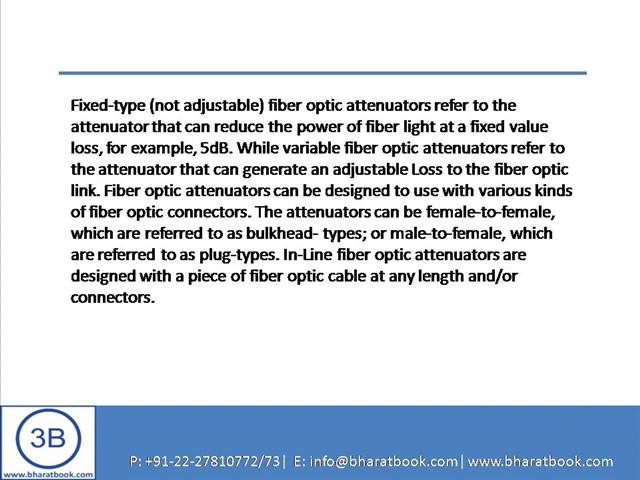 Fixed-type (not adjustable) fiber optic attenuators refer to the
attenuator that can reduce the power of fiber light at a fixed value
loss, for example, 5dB. While variable fiber optic attenuators refer to
the attenuator that can generate an adjustable Loss to the fiber optic
link. Fiber optic attenuators can be designed to use with various kinds
of fiber optic connectors. The attenuators can be female-to-female,
which are referred to as bulkhead- types; or male-to-female, which
are referred to as plug-types. In-Line fiber optic attenuators are
designed with a piece of fiber optic cable at any length and/or
connectors.
3B
www.bharatbook.com
P: +91-22-27810772/73| E: info@bharatbook.com| www.bharatbook.com